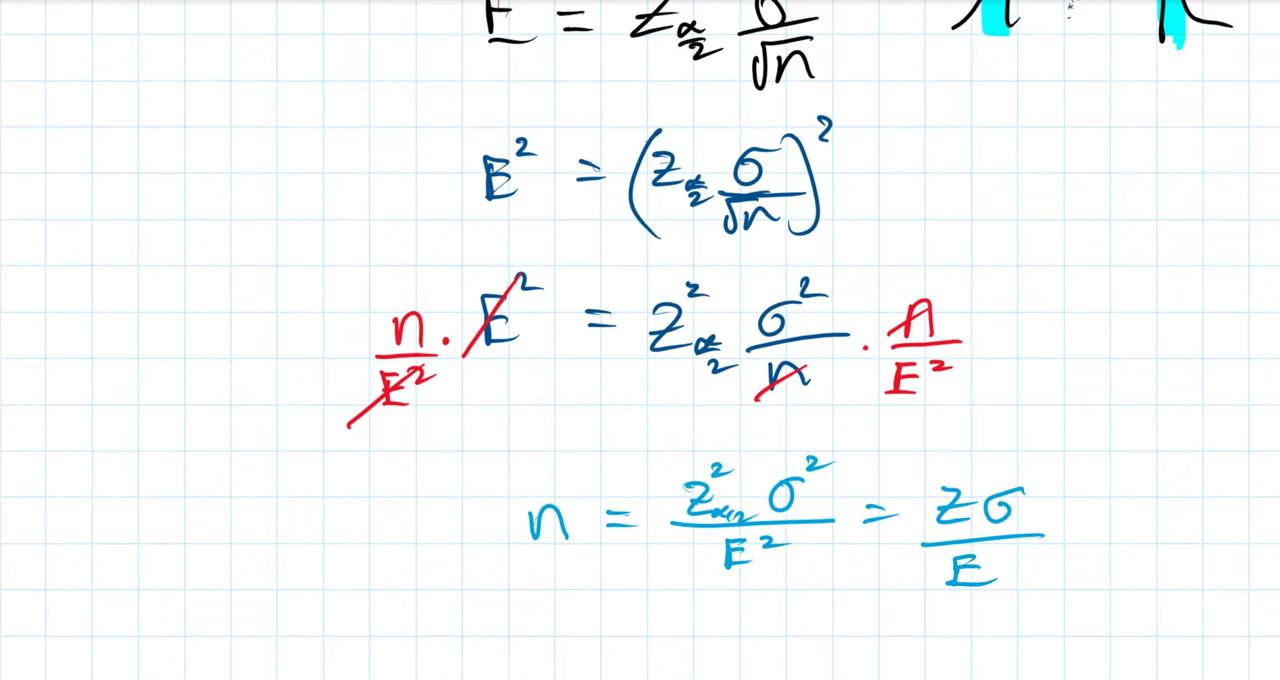 E = Z_{α/2} σ/√n
E² = (Z_{α/2} σ/√n)²
n/E² · E² = Z²_{α/2} σ²/n · n/E²
n = Z²_{α/2} σ²/E² = Zσ/E